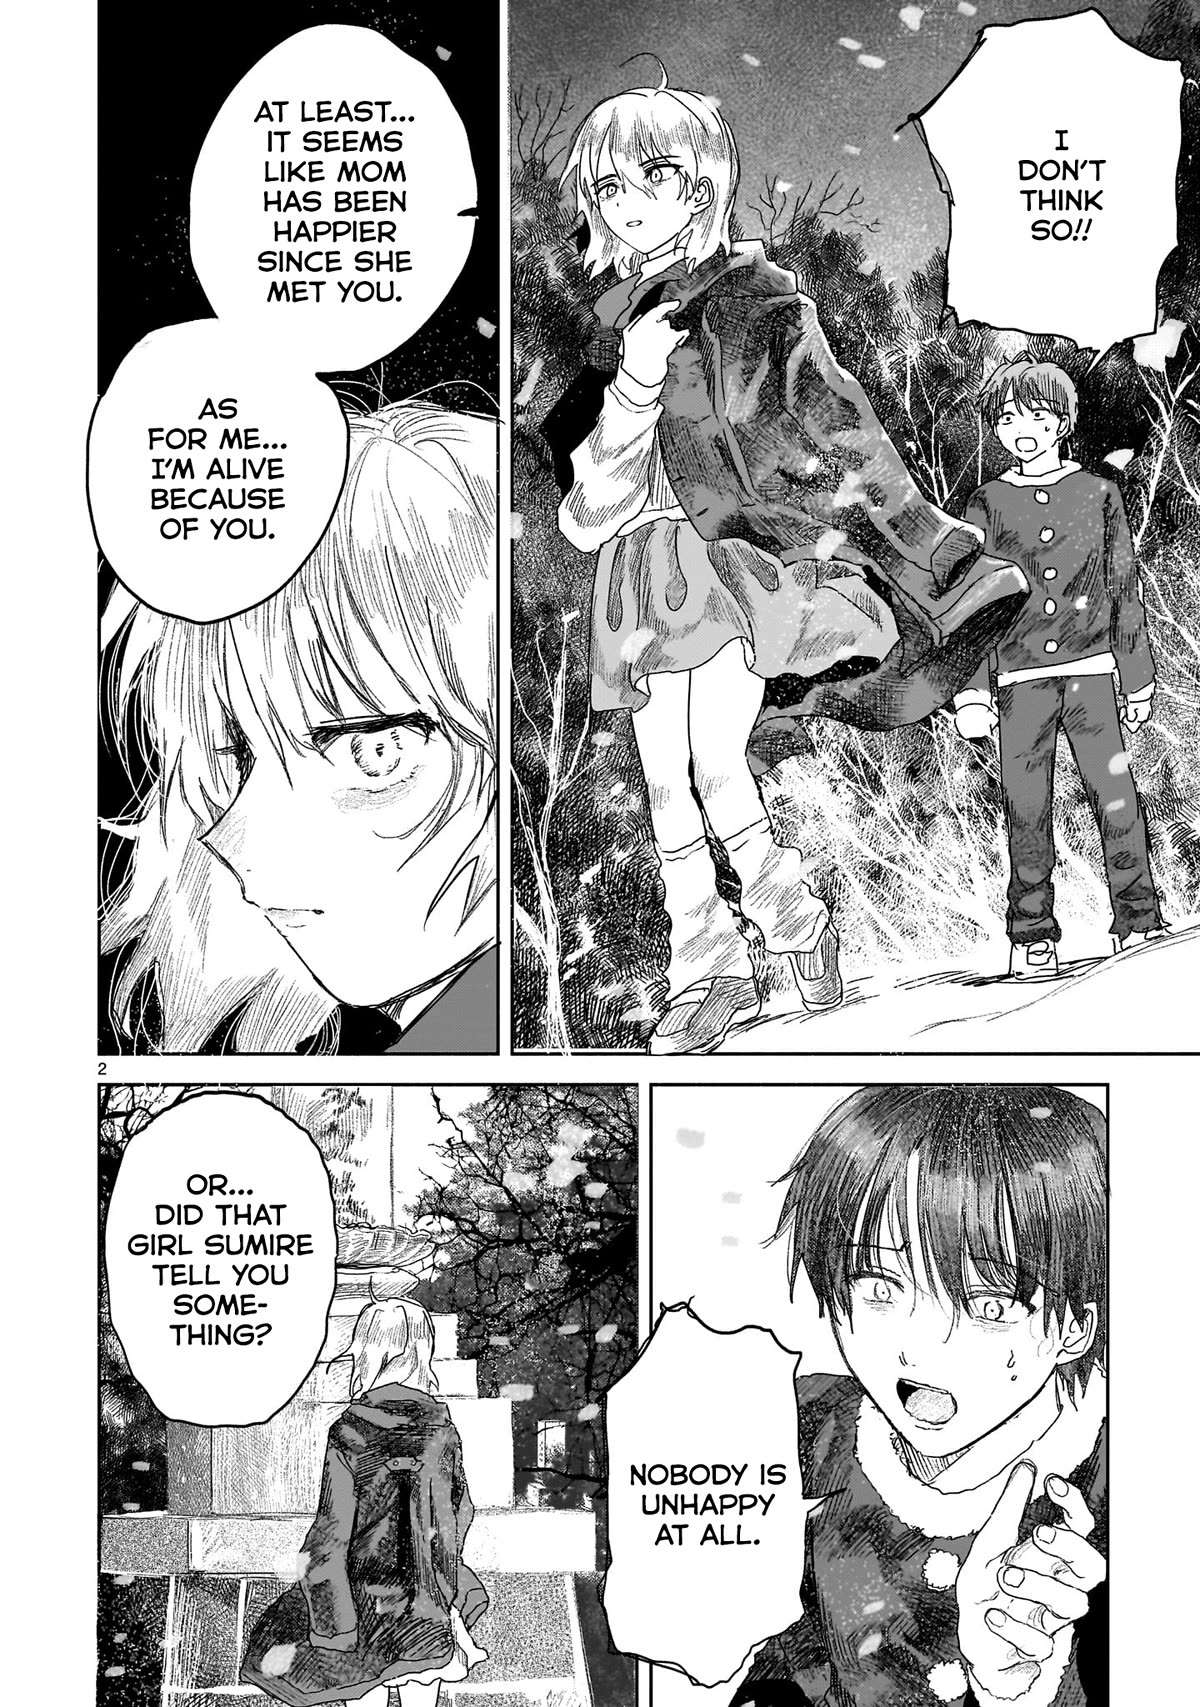 I
DON'T
THINK
SO!!
AT LEAST...
IT SEEMS
LIKE MOM
HAS BEEN
HAPPIER
SINCE SHE
MET YOU.
AS
FOR ME...
I'M ALIVE
BECAUSE
OF YOU.
2
NOBODY IS
UNHAPPY
AT ALL.
OR...
DID THAT
GIRL SUMIRE
TELL YOU
SOME-
THING?